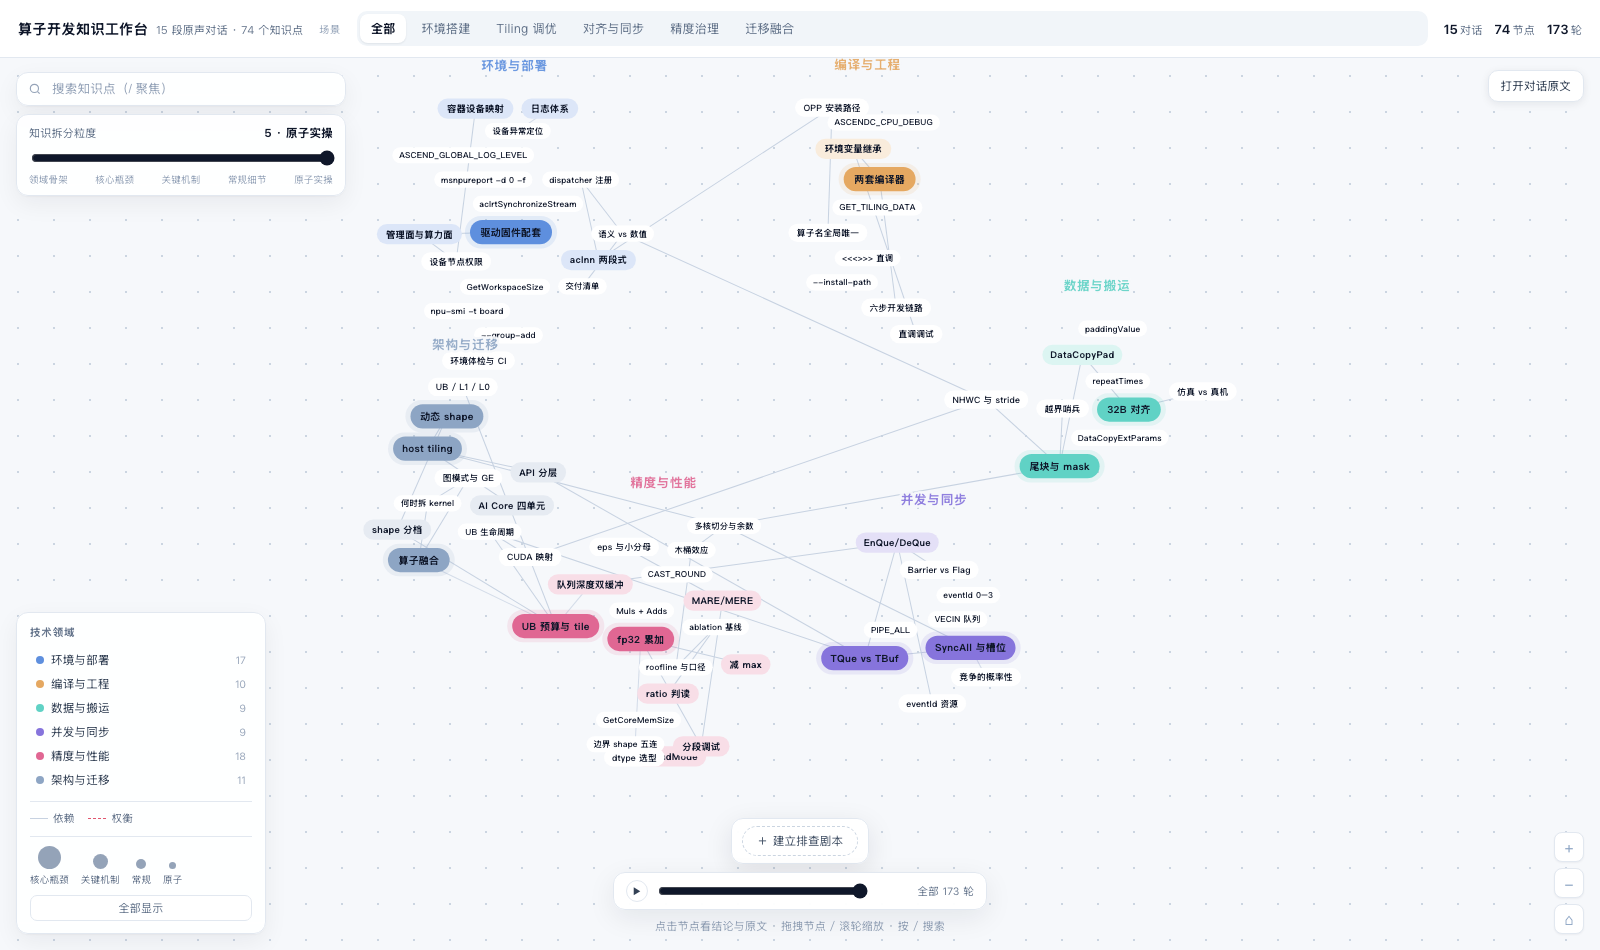 算子开发知识工作台
15 段原声对话 · 74 个知识点
场景
全部
环境搭建
Tiling 调优
对齐与同步
精度治理
迁移融合
15 对话
74 节点
173 轮
搜索知识点（/ 聚焦）
打开对话原文
知识拆分粒度
5 · 原子实操
领域骨架
核心瓶颈
关键机制
常规细节
原子实操
环境与部署
容器设备映射
日志体系
设备异常定位
ASCEND_GLOBAL_LOG_LEVEL
msnpureport -d 0 -f
dispatcher 注册
aclrtSynchronizeStream
管理面与算力面
驱动固件配套
语义 vs 数值
设备节点权限
aclnn 两段式
GetWorkspaceSize
交付清单
npu-smi -t board
--group-add
环境体检与 CI
编译与工程
OPP 安装路径
ASCENDC_CPU_DEBUG
环境变量继承
两套编译器
GET_TILING_DATA
算子名全局唯一
<<<>>> 直调
--install-path
六步开发链路
直调调试
数据与搬运
paddingValue
DataCopyPad
repeatTimes
仿真 vs 真机
越界哨兵
32B 对齐
DataCopyExtParams
NHWC 与 stride
尾块与 mask
架构与迁移
UB / L1 / L0
动态 shape
host tiling
API 分层
图模式与 GE
何时拆 kernel
AI Core 四单元
shape 分档
UB 生命周期
算子融合
CUDA 映射
精度与性能
多核切分与余数
eps 与小分母
木桶效应
CAST_ROUND
队列深度双缓冲
MARE/MERE
Muls + Adds
UB 预算与 tile
fp32 累加
ablation 基线
roofline 与口径
减 max
ratio 判读
GetCoreMemSize
边界 shape 五连
分段调试
dtype 选型
dMode
并发与同步
EnQue/DeQue
Barrier vs Flag
eventId 0—3
VECIN 队列
PIPE_ALL
SyncAll 与槽位
TQue vs TBuf
竞争的概率性
eventId 资源
技术领域
环境与部署 17
编译与工程 10
数据与搬运 9
并发与同步 9
精度与性能 18
架构与迁移 11
依赖
权衡
核心瓶颈
关键机制
常规
原子
全部显示
+ 建立排查剧本
全部 173 轮
点击节点看结论与原文 · 拖拽节点 / 滚轮缩放 · 按 / 搜索